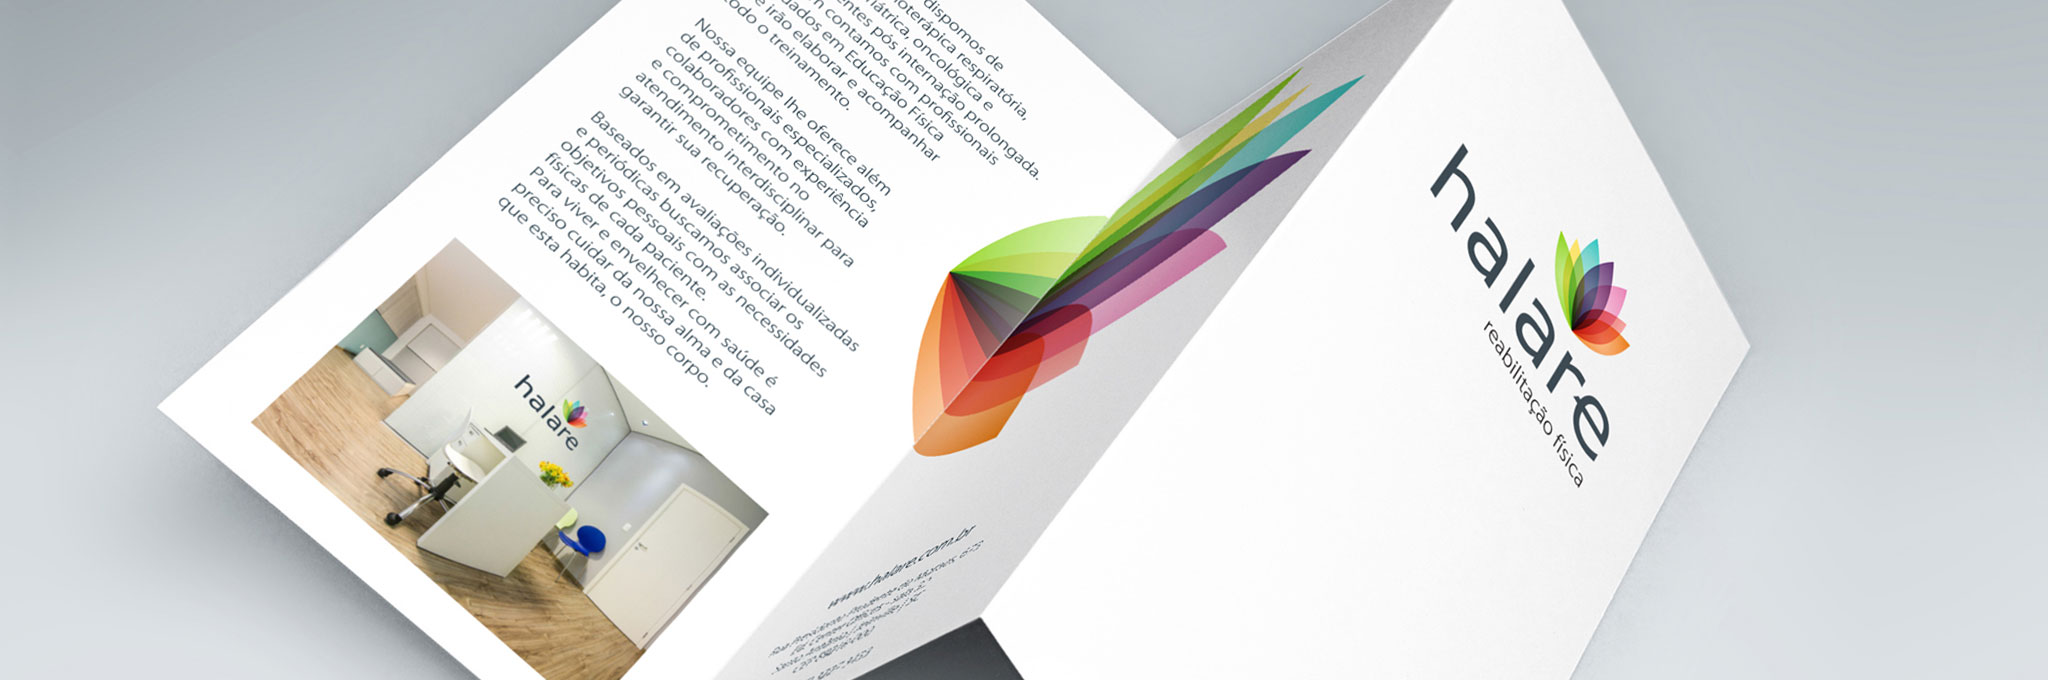 dispomos de
respiratória,
oncológica e
entes pós internação prolongada.
contamos com profissionais
em Educação Física
e irão elaborar e acompanhar
todo o treinamento.
Nossa equipe lhe oferece além
de profissionais especializados,
colaboradores com experiência
e comprometimento no
atendimento interdisciplinar para
garantir sua recuperação.
Baseados em avaliações individualizadas
e periódicas buscamos associar os
objetivos pessoais com as necessidades
físicas de cada paciente.
Para viver e envelhecer com saúde é
preciso cuidar da nossa alma e da casa
que esta habita, o nosso corpo.
halare
www.halare.com.br
halare
reabilitação física